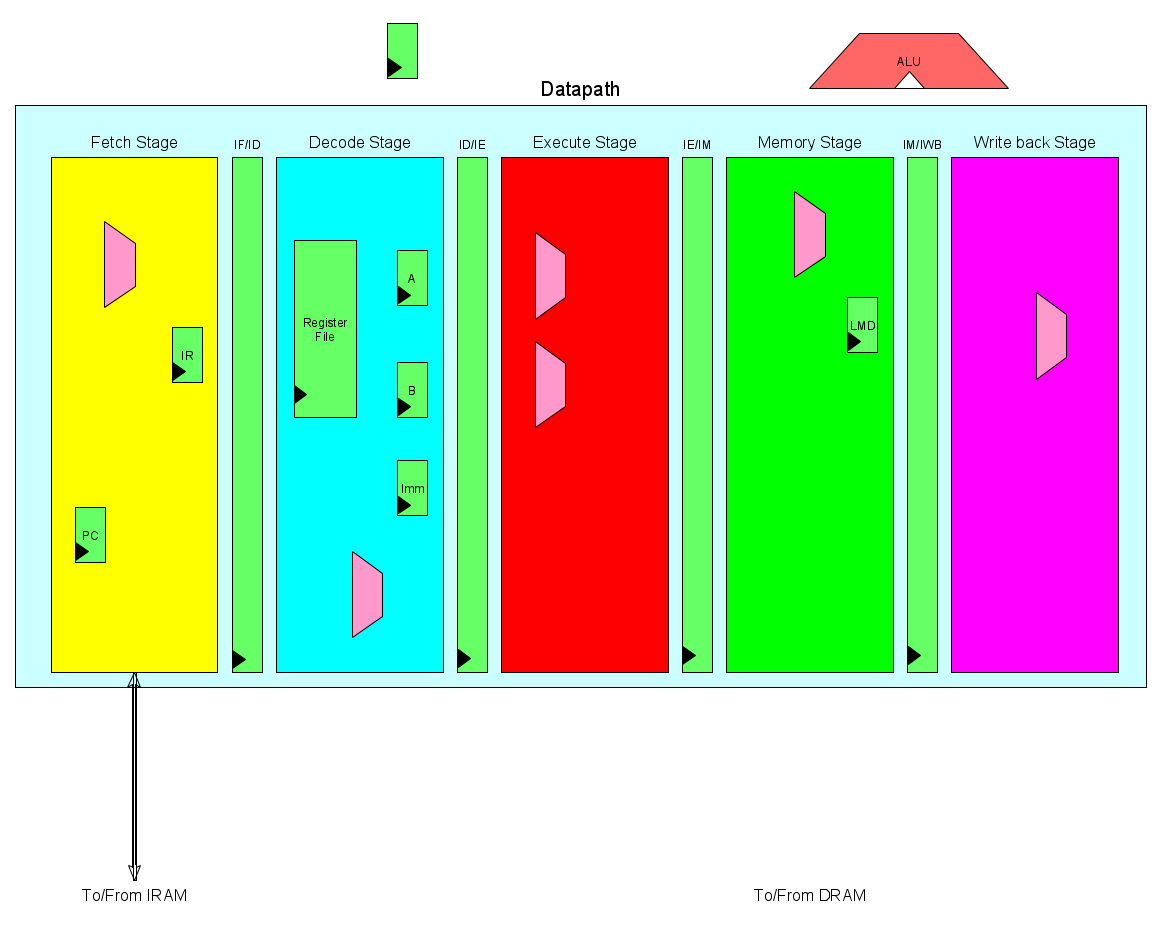 ALU
Datapath
Fetch Stage
IF/ID
Decode Stage
ID/IE
Execute Stage
IE/IM
Memory Stage
IM/IWB
Write back Stage
Register
File
A
IR
LMD
B
Imm
PC
To/From IRAM
To/From DRAM